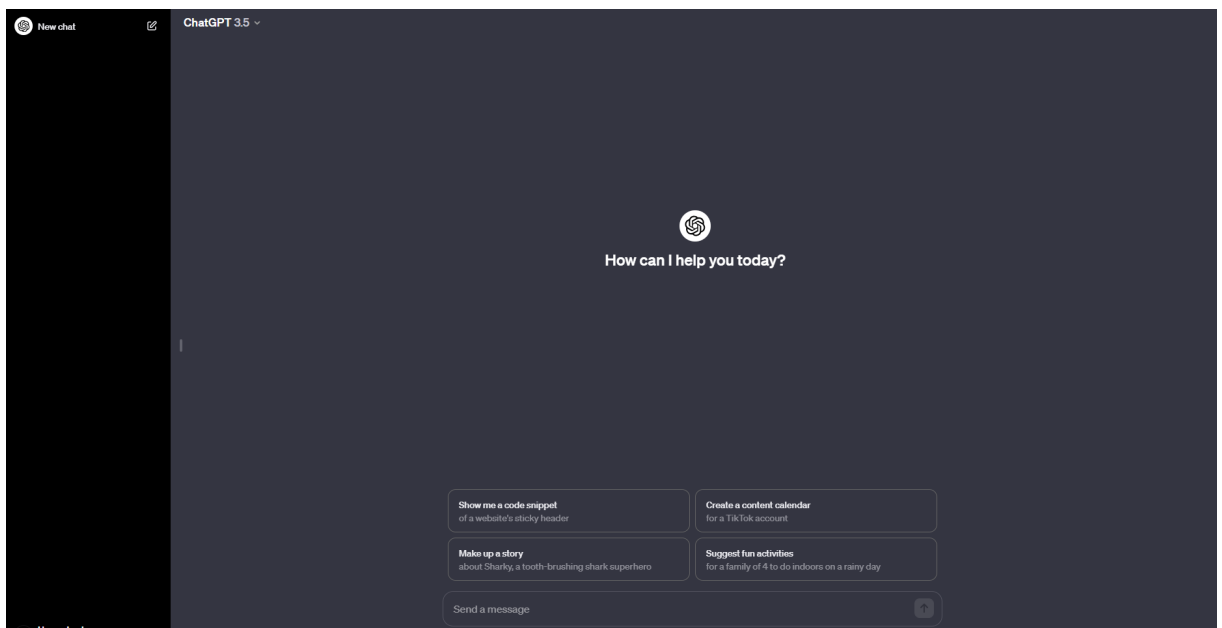 New chat
ChatGPT 3.5
How can I help you today?
Show me a code snippet
of a website's sticky header
Create a content calendar
for a TikTok account
Make up a story
about Sharky, a tooth-brushing shark superhero
Suggest fun activities
for a family of 4 to do indoors on a rainy day
Send a message